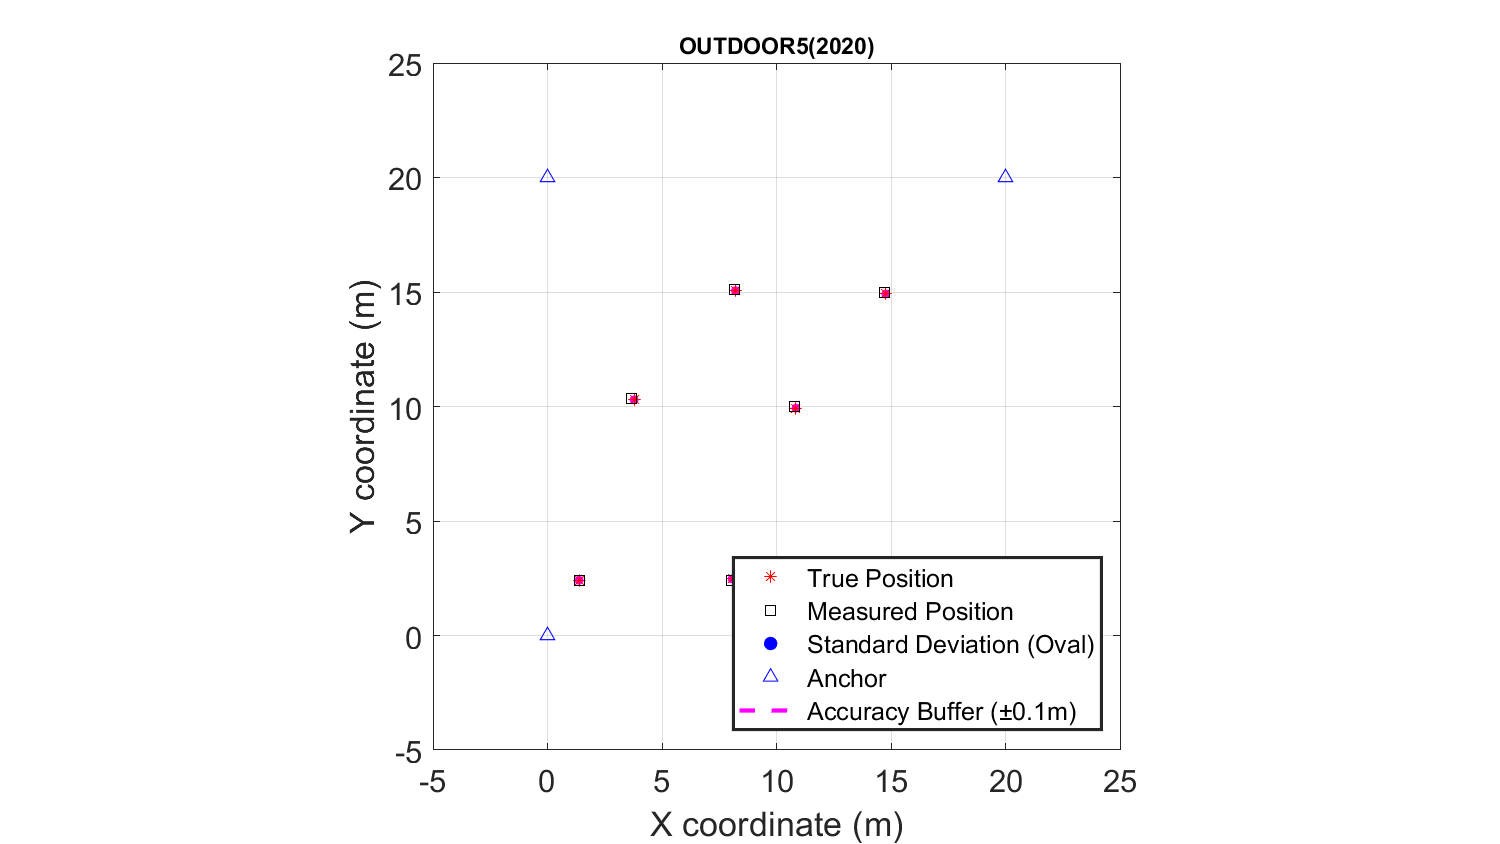 OUTDOOR5(2020)
25
20
15
10
5
0
-5
-5 0 5 10 15 20 25
X coordinate (m)
Y coordinate (m)
True Position
Measured Position
Standard Deviation (Oval)
Anchor
Accuracy Buffer (±0.1m)